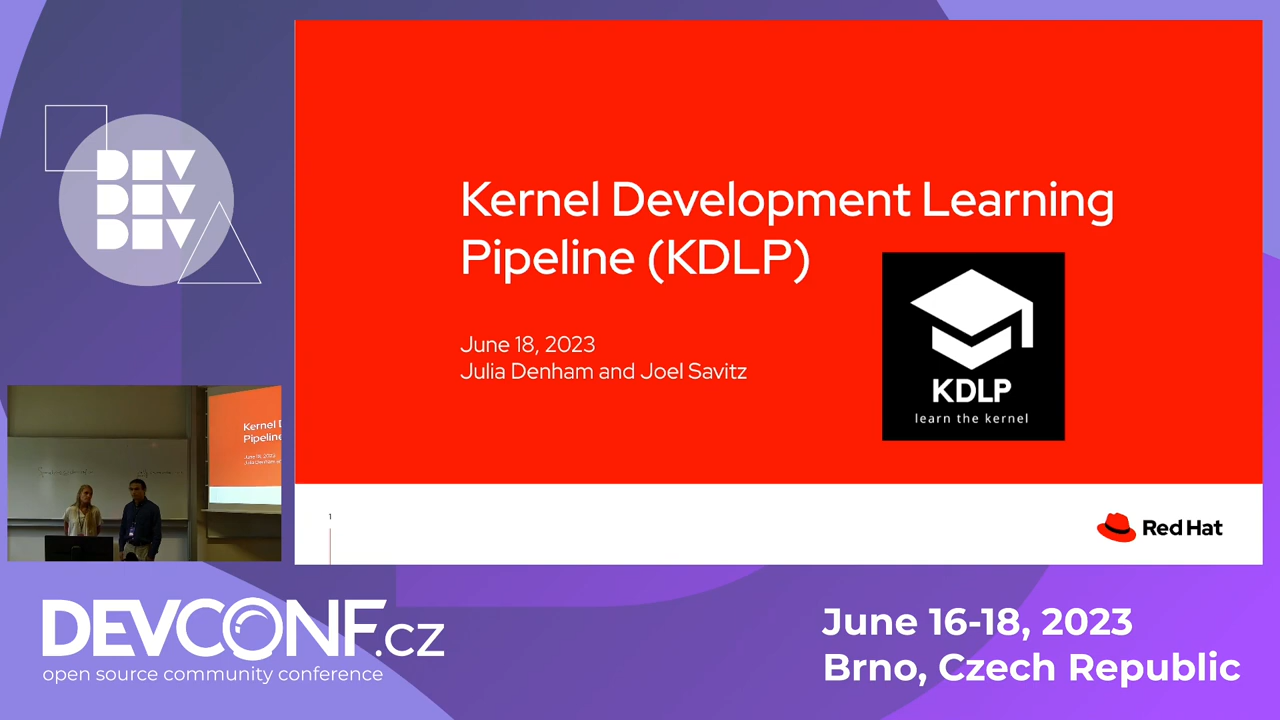 DEV
DEV
DEV
Kernel Development Learning
Pipeline (KDLP)
June 18, 2023
Julia Denham and Joel Savitz
KDLP
learn the kernel
1
Red Hat
Kernel D
Pipeline
June 18, 2023
DEVCONF.cz
open source community conference
June 16-18, 2023
Brno, Czech Republic